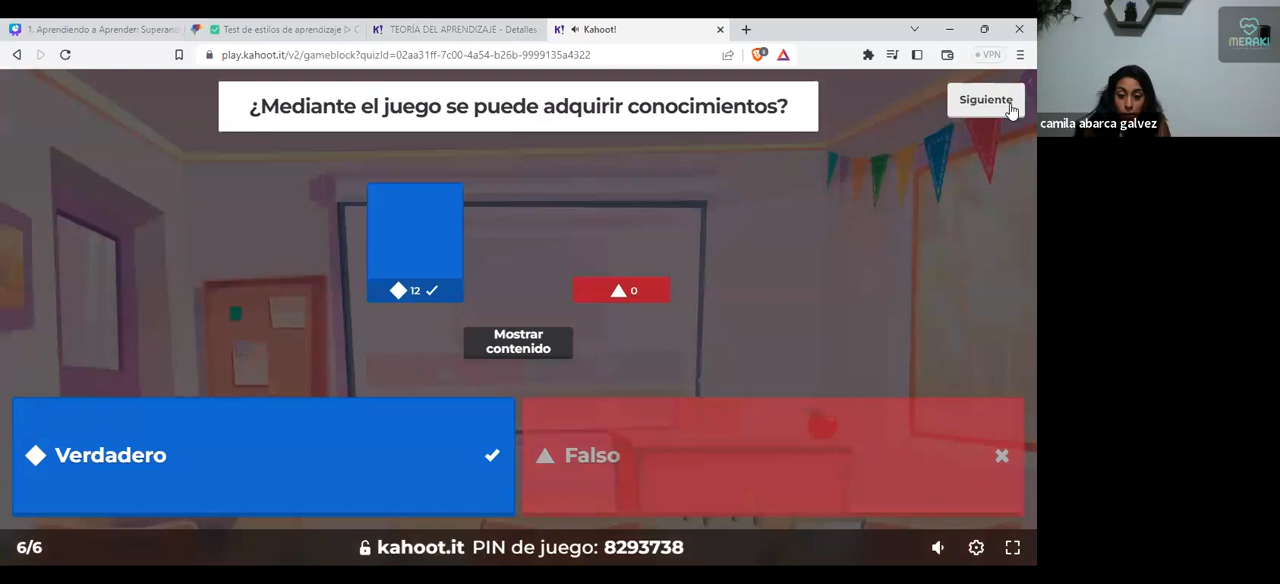 1. Aprendiendo a Aprender: Superand
Test de estilos de aprendizaje ▷ C
K! TEORÍA DEL APRENDIZAJE - Detalles
K! Kahoot!
play.kahoot.it/v2/gameblock?quizId=02aa31ff-7c00-4a54-b26b-9999135a4322
VPN
¿Mediante el juego se puede adquirir conocimientos?
Siguiente
MERAKI
camila abarca galvez
12
0
Mostrar
contenido
Verdadero
Falso
6/6
kahoot.it PIN de juego: 8293738